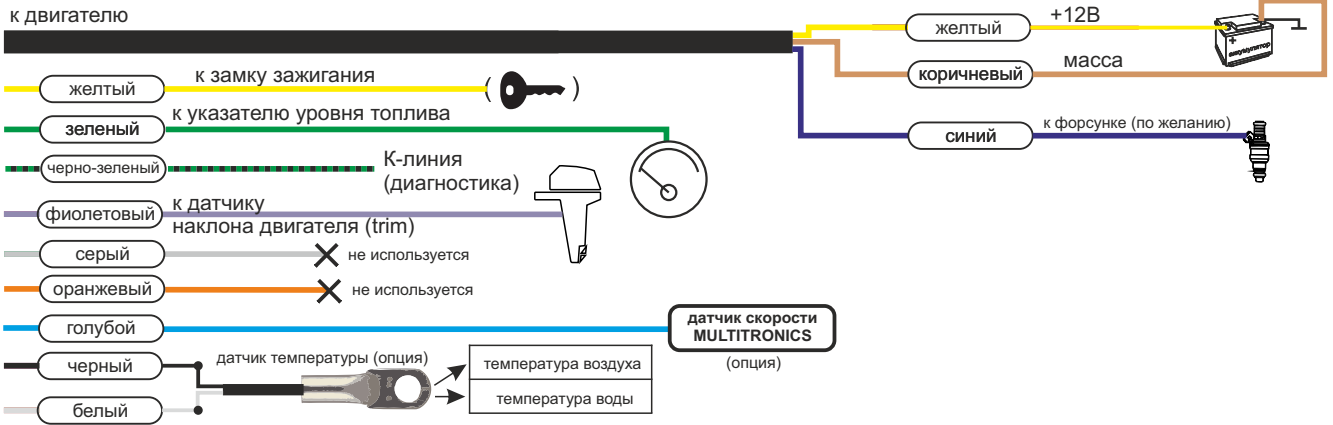 к двигателю
желтый
+12В
аккумулятор
коричневый
масса
желтый
к замку зажигания
( )
зеленый
к указателю уровня топлива
синий
к форсунке (по желанию)
черно-зеленый
К-линия
(диагностика)
фиолетовый
к датчику
наклона двигателя (trim)
серый
не используется
оранжевый
не используется
голубой
датчик скорости
MULTITRONICS
(опция)
черный
датчик температуры (опция)
температура воздуха
температура воды
белый